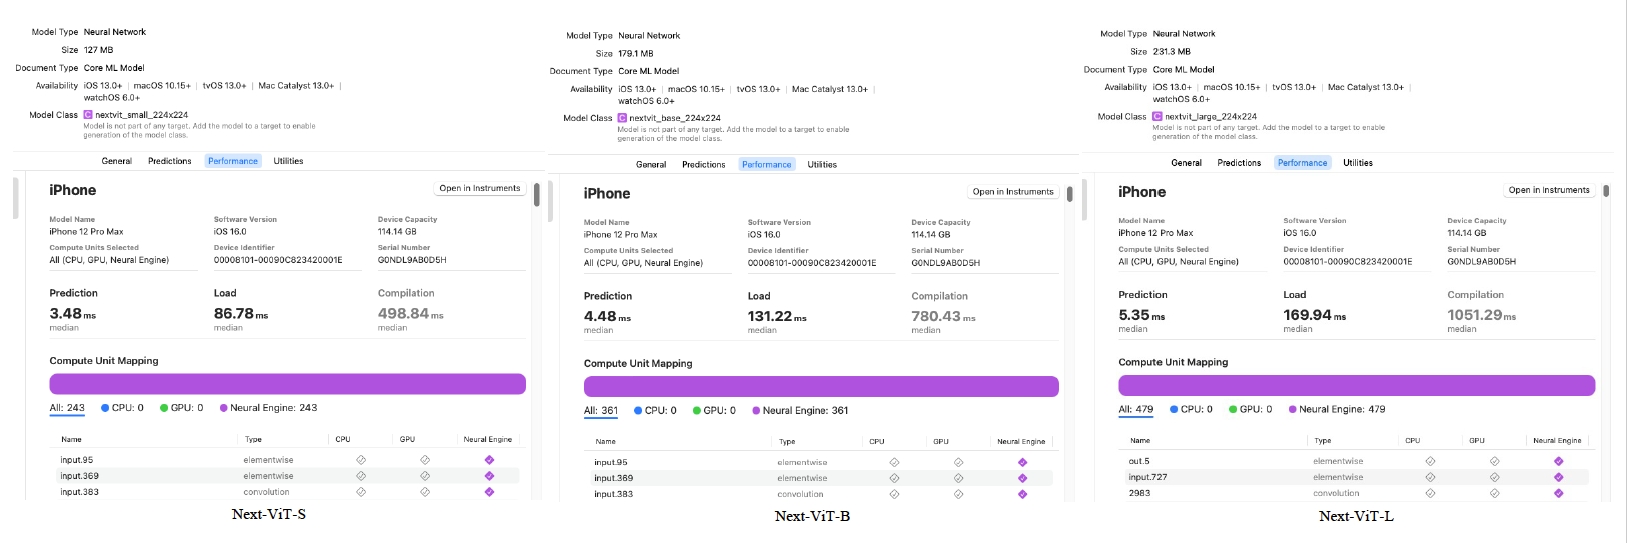 Model Type Neural Network
Size 127 MB
Document Type Core ML Model
Availability iOS 13.0+ | macOS 10.15+ | tvOS 13.0+ | Mac Catalyst 13.0+ |
watchOS 6.0+
Model Class C nextvit_small_224x224
Model is not part of any target. Add the model to a target to enable
generation of the model class.
General Predictions Performance Utilities
iPhone Open in Instruments
Model Name Software Version Device Capacity
iPhone 12 Pro Max iOS 16.0 114.14 GB
Compute Units Selected Device Identifier Serial Number
All (CPU, GPU, Neural Engine) 00008101-00090C823420001E G0NDL9AB0D5H
Prediction Load Compilation
3.48 ms 86.78 ms 498.84 ms
median median median
Compute Unit Mapping
All: 243 CPU: 0 GPU: 0 Neural Engine: 243
Name Type CPU GPU Neural Engine
input.95 elementwise
input.369 elementwise
input.383 convolution
Next-ViT-S
Model Type Neural Network
Size 179.1 MB
Document Type Core ML Model
Availability iOS 13.0+ | macOS 10.15+ | tvOS 13.0+ | Mac Catalyst 13.0+ |
watchOS 6.0+
Model Class C nextvit_base_224x224
Model is not part of any target. Add the model to a target to enable
generation of the model class.
General Predictions Performance Utilities
iPhone Open in Instruments
Model Name Software Version Device Capacity
iPhone 12 Pro Max iOS 16.0 114.14 GB
Compute Units Selected Device Identifier Serial Number
All (CPU, GPU, Neural Engine) 00008101-00090C823420001E G0NDL9AB0D5H
Prediction Load Compilation
4.48 ms 131.22 ms 780.43 ms
median median median
Compute Unit Mapping
All: 361 CPU: 0 GPU: 0 Neural Engine: 361
Name Type CPU GPU Neural Engine
input.95 elementwise
input.369 elementwise
input.383 convolution
Next-ViT-B
Model Type Neural Network
Size 231.3 MB
Document Type Core ML Model
Availability iOS 13.0+ | macOS 10.15+ | tvOS 13.0+ | Mac Catalyst 13.0+ |
watchOS 6.0+
Model Class C nextvit_large_224x224
Model is not part of any target. Add the model to a target to enable
generation of the model class.
General Predictions Performance Utilities
iPhone Open in Instruments
Model Name Software Version Device Capacity
iPhone 12 Pro Max iOS 16.0 114.14 GB
Compute Units Selected Device Identifier Serial Number
All (CPU, GPU, Neural Engine) 00008101-00090C823420001E G0NDL9AB0D5H
Prediction Load Compilation
5.35 ms 169.94 ms 1051.29 ms
median median median
Compute Unit Mapping
All: 479 CPU: 0 GPU: 0 Neural Engine: 479
Name Type CPU GPU Neural Engine
out.5 elementwise
input.727 elementwise
2983 convolution
Next-ViT-L